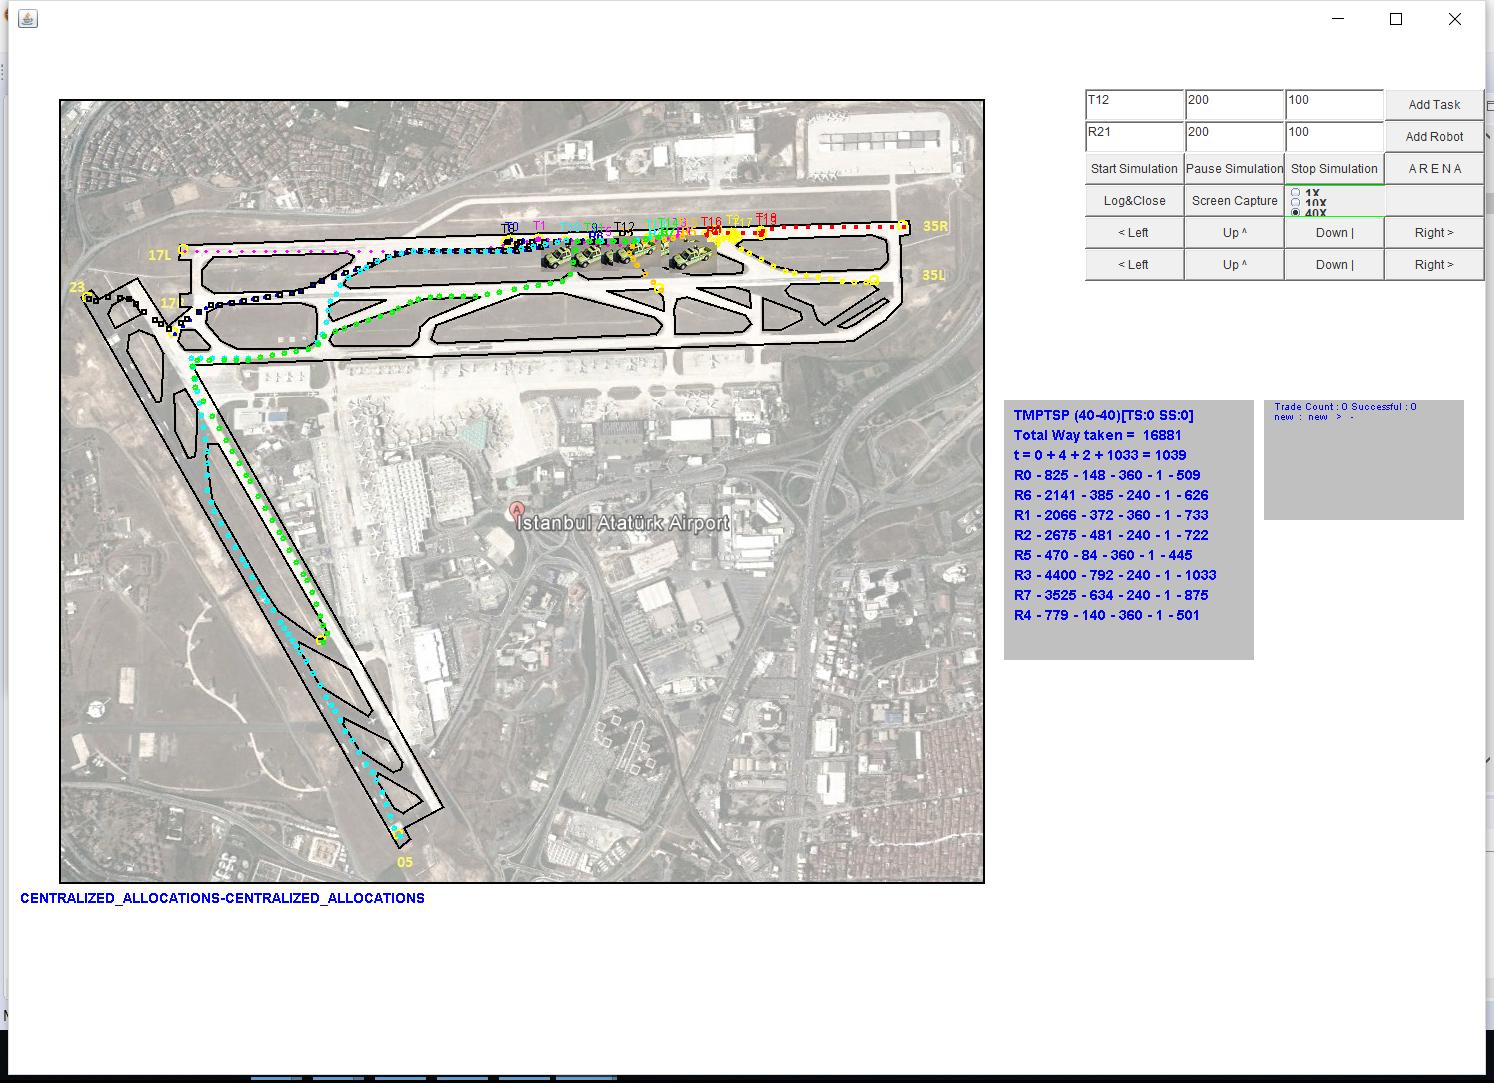 T12 200 100 Add Task
R21 200 100 Add Robot
Start Simulation Pause Simulation Stop Simulation A R E N A
Log&Close Screen Capture 1X
10X
40X
< Left Up ^ Down | Right >
< Left Up ^ Down | Right >
T1 T12 T16 T18
35R
17L
35L
23
İstanbul Atatürk Airport
A
05
TMPTSP (40-40)[TS:0 SS:0]
Total Way taken = 16881
t = 0 + 4 + 2 + 1033 = 1039
R0 - 825 - 148 - 360 - 1 - 509
R6 - 2141 - 385 - 240 - 1 - 626
R1 - 2066 - 372 - 360 - 1 - 733
R2 - 2675 - 481 - 240 - 1 - 722
R5 - 470 - 84 - 360 - 1 - 445
R3 - 4400 - 792 - 240 - 1 - 1033
R7 - 3525 - 634 - 240 - 1 - 875
R4 - 779 - 140 - 360 - 1 - 501
Trade Count : 0 Successful : 0
new : new > -
CENTRALIZED_ALLOCATIONS-CENTRALIZED_ALLOCATIONS